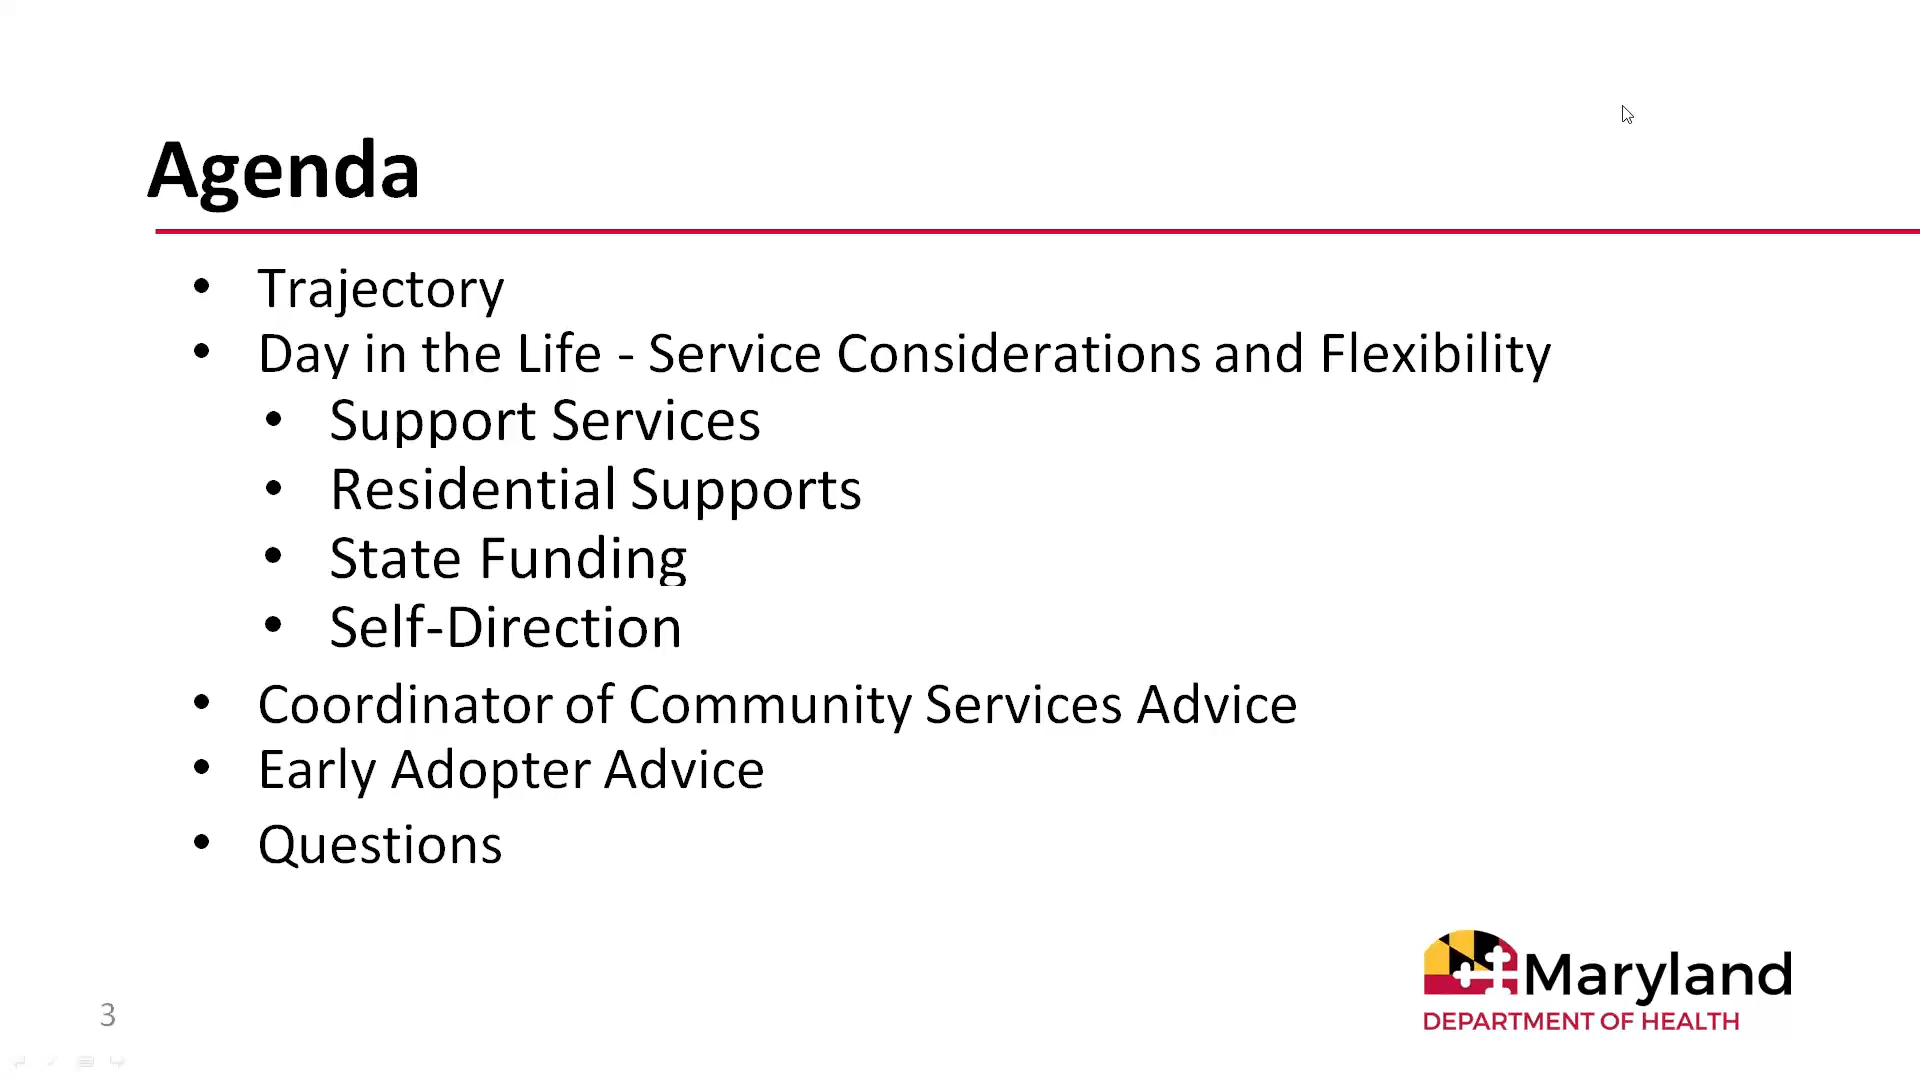 Agenda
• Trajectory
• Day in the Life - Service Considerations and Flexibility
• Support Services
• Residential Supports
• State Funding
• Self-Direction
• Coordinator of Community Services Advice
• Early Adopter Advice
• Questions
Maryland
DEPARTMENT OF HEALTH
3